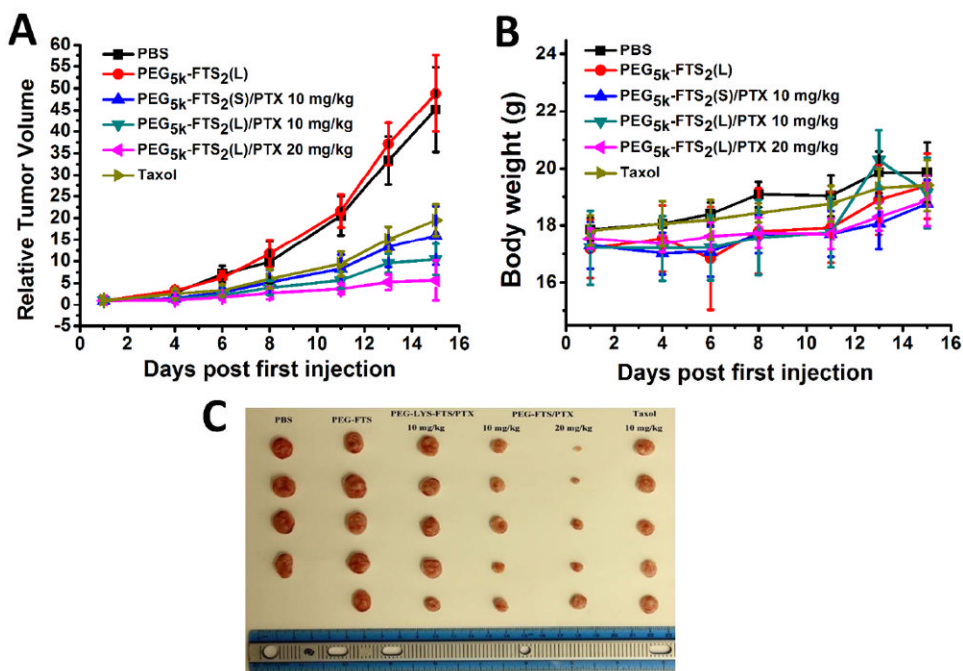 A
60
55
50
45
40
35
30
25
20
15
10
5
0
-5
Relative Tumor Volume
PBS
PEG5k-FTS2(L)
PEG5k-FTS2(S)/PTX 10 mg/kg
PEG5k-FTS2(L)/PTX 10 mg/kg
PEG5k-FTS2(L)/PTX 20 mg/kg
Taxol
0 2 4 6 8 10 12 14 16
Days post first injection
B
24
22
20
18
16
Body weight (g)
PBS
PEG5k-FTS2(L)
PEG5k-FTS2(S)/PTX 10 mg/kg
PEG5k-FTS2(L)/PTX 10 mg/kg
PEG5k-FTS2(L)/PTX 20 mg/kg
Taxol
0 2 4 6 8 10 12 14 16
Days post first injection
C
PBS PEG-FTS PEG-LYS-FTS/PTX PEG-FTS/PTX Taxol
10 mg/kg 10 mg/kg 20 mg/kg 10 mg/kg